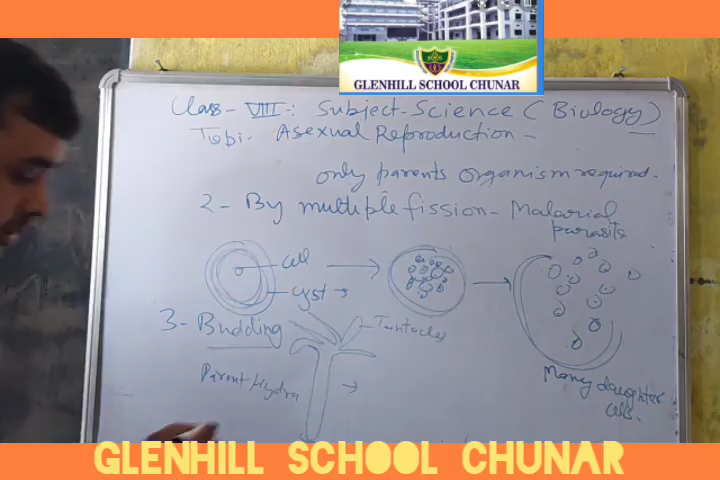 GLENHILL SCHOOL CHUNAR
Class - VIII : Subject - Science ( Biology )
Tobi - Asexual Reproduction -
only parents organism required.
2 - By multiple fission - Malarial
parasite
cell
cyst
3 - Budding
Tentacles
Parent Hydra
Many daughter
cells.
GLENHILL SCHOOL CHUNAR